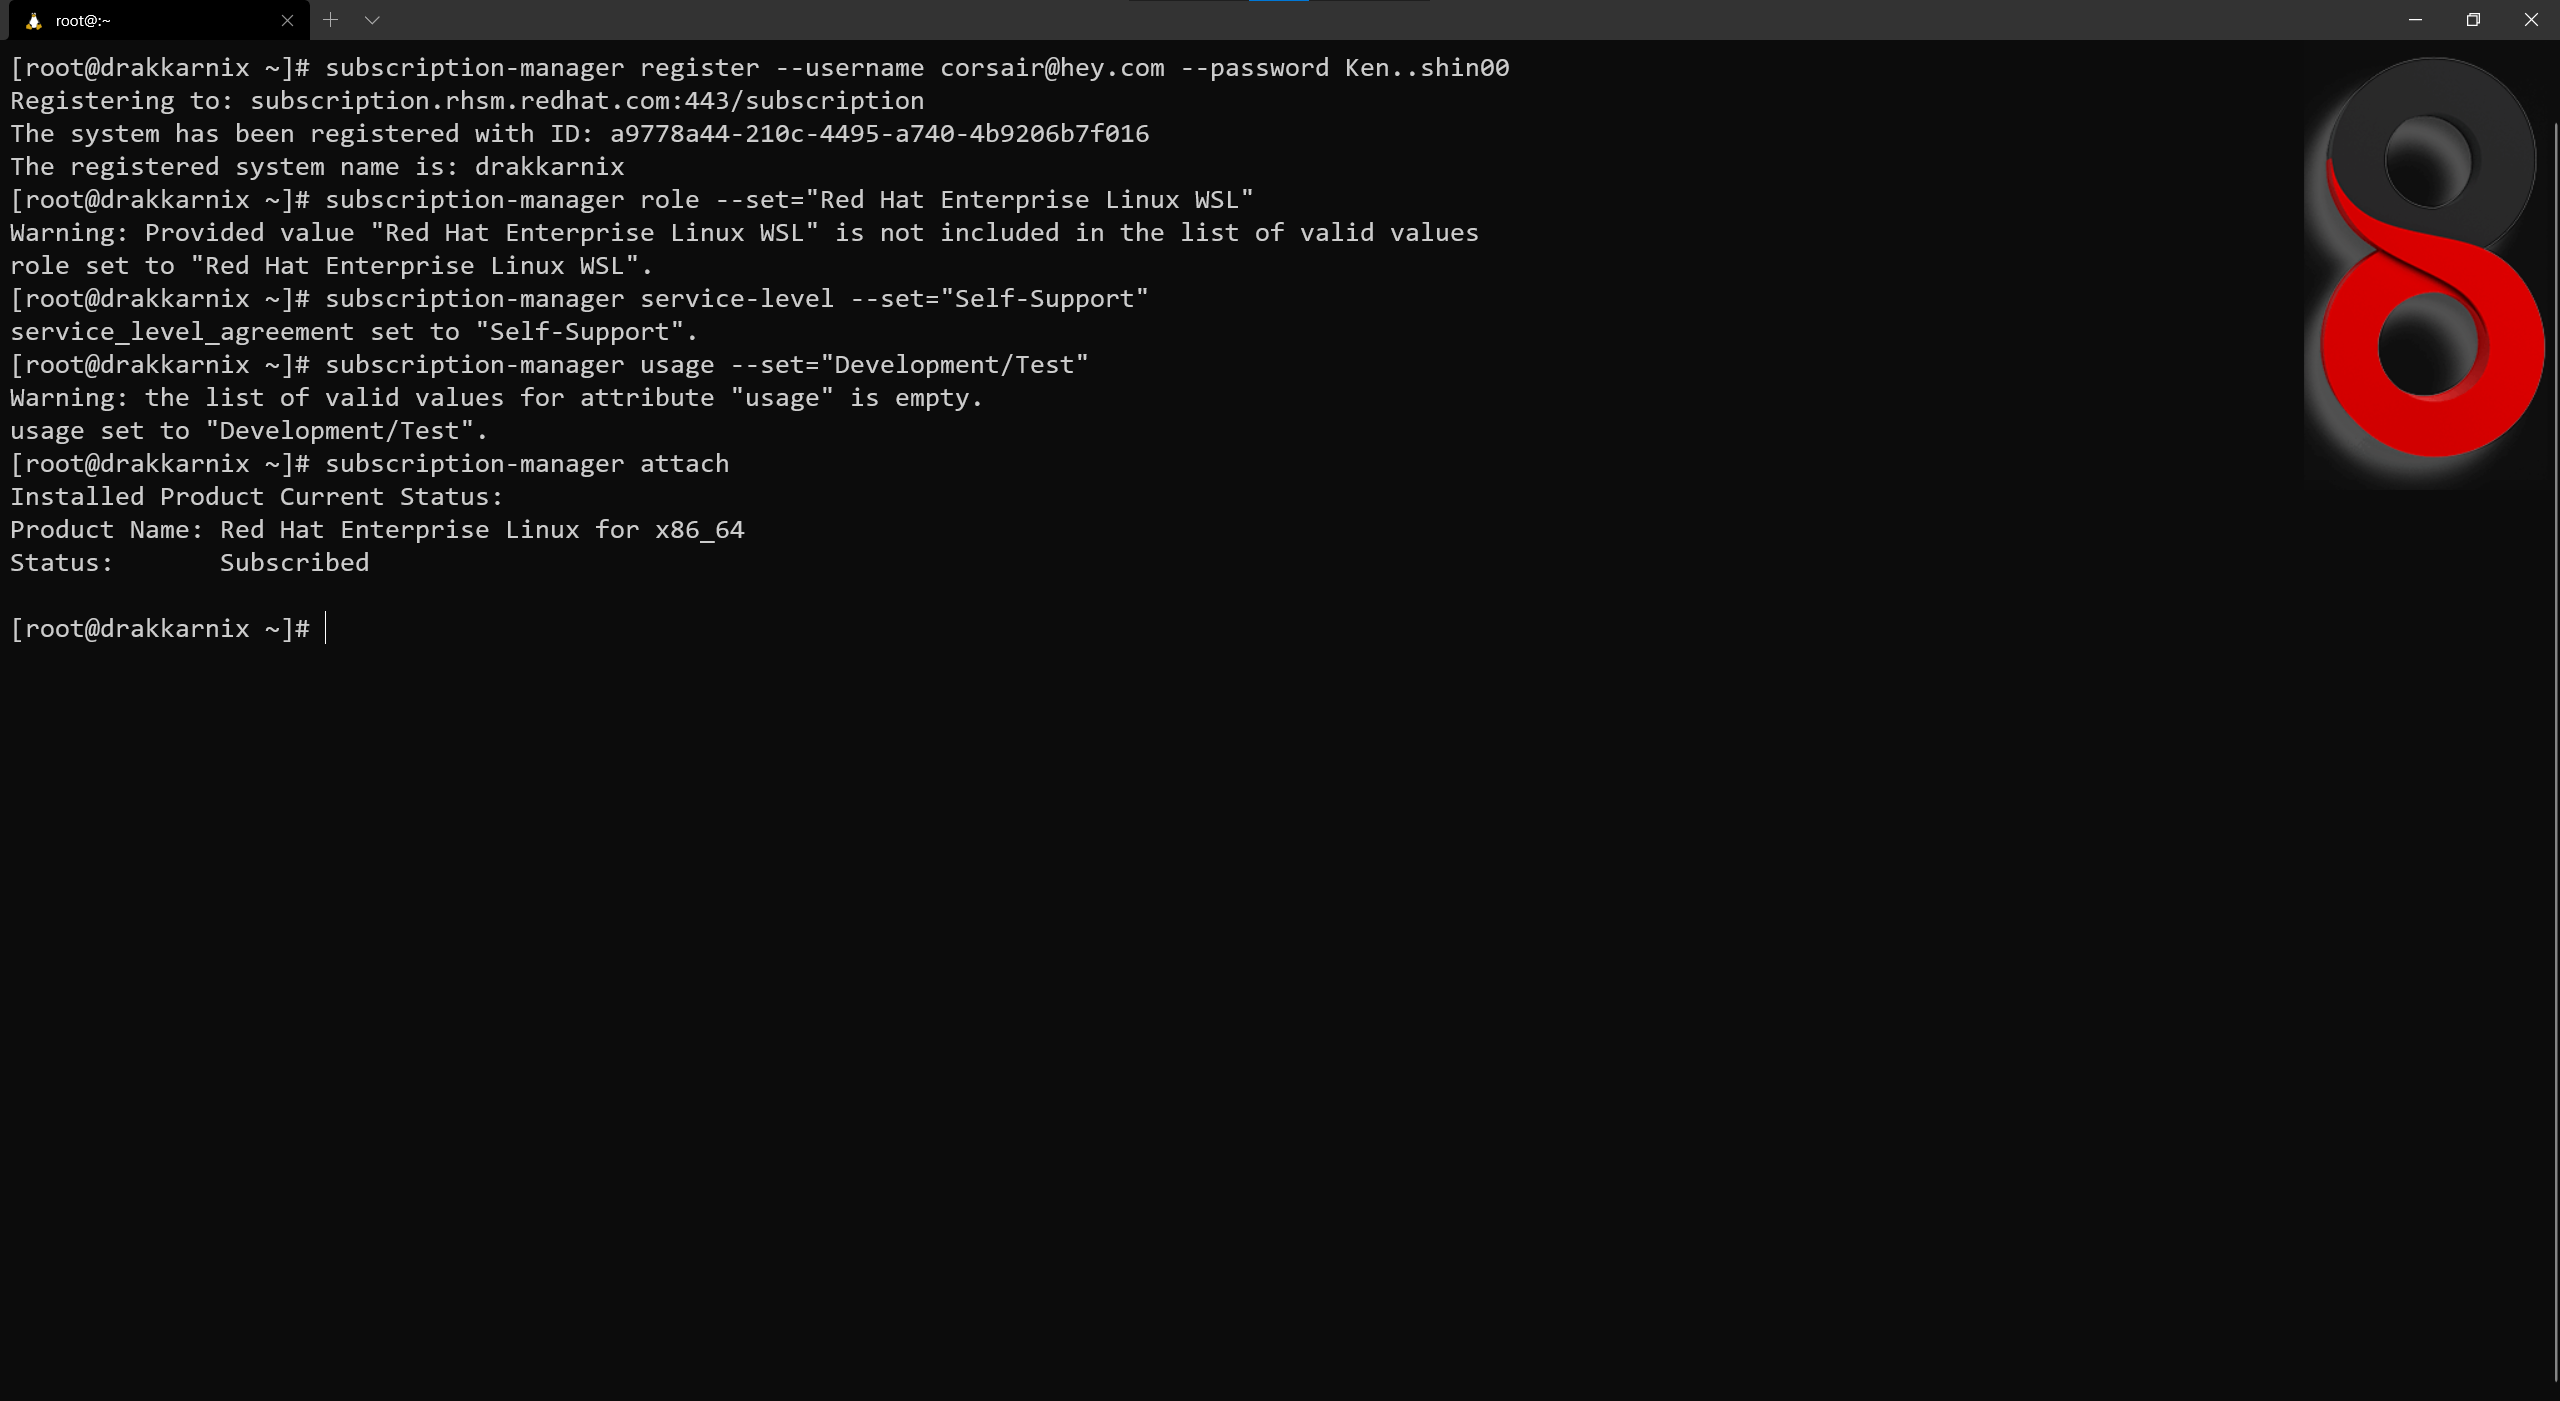 root@:~
[root@drakkarnix ~]# subscription-manager register --username corsair@hey.com --password Ken..shin00
Registering to: subscription.rhsm.redhat.com:443/subscription
The system has been registered with ID: a9778a44-210c-4495-a740-4b9206b7f016
The registered system name is: drakkarnix
[root@drakkarnix ~]# subscription-manager role --set="Red Hat Enterprise Linux WSL"
Warning: Provided value "Red Hat Enterprise Linux WSL" is not included in the list of valid values
role set to "Red Hat Enterprise Linux WSL".
[root@drakkarnix ~]# subscription-manager service-level --set="Self-Support"
service_level_agreement set to "Self-Support".
[root@drakkarnix ~]# subscription-manager usage --set="Development/Test"
Warning: the list of valid values for attribute "usage" is empty.
usage set to "Development/Test".
[root@drakkarnix ~]# subscription-manager attach
Installed Product Current Status:
Product Name: Red Hat Enterprise Linux for x86_64
Status:       Subscribed
[root@drakkarnix ~]#
8